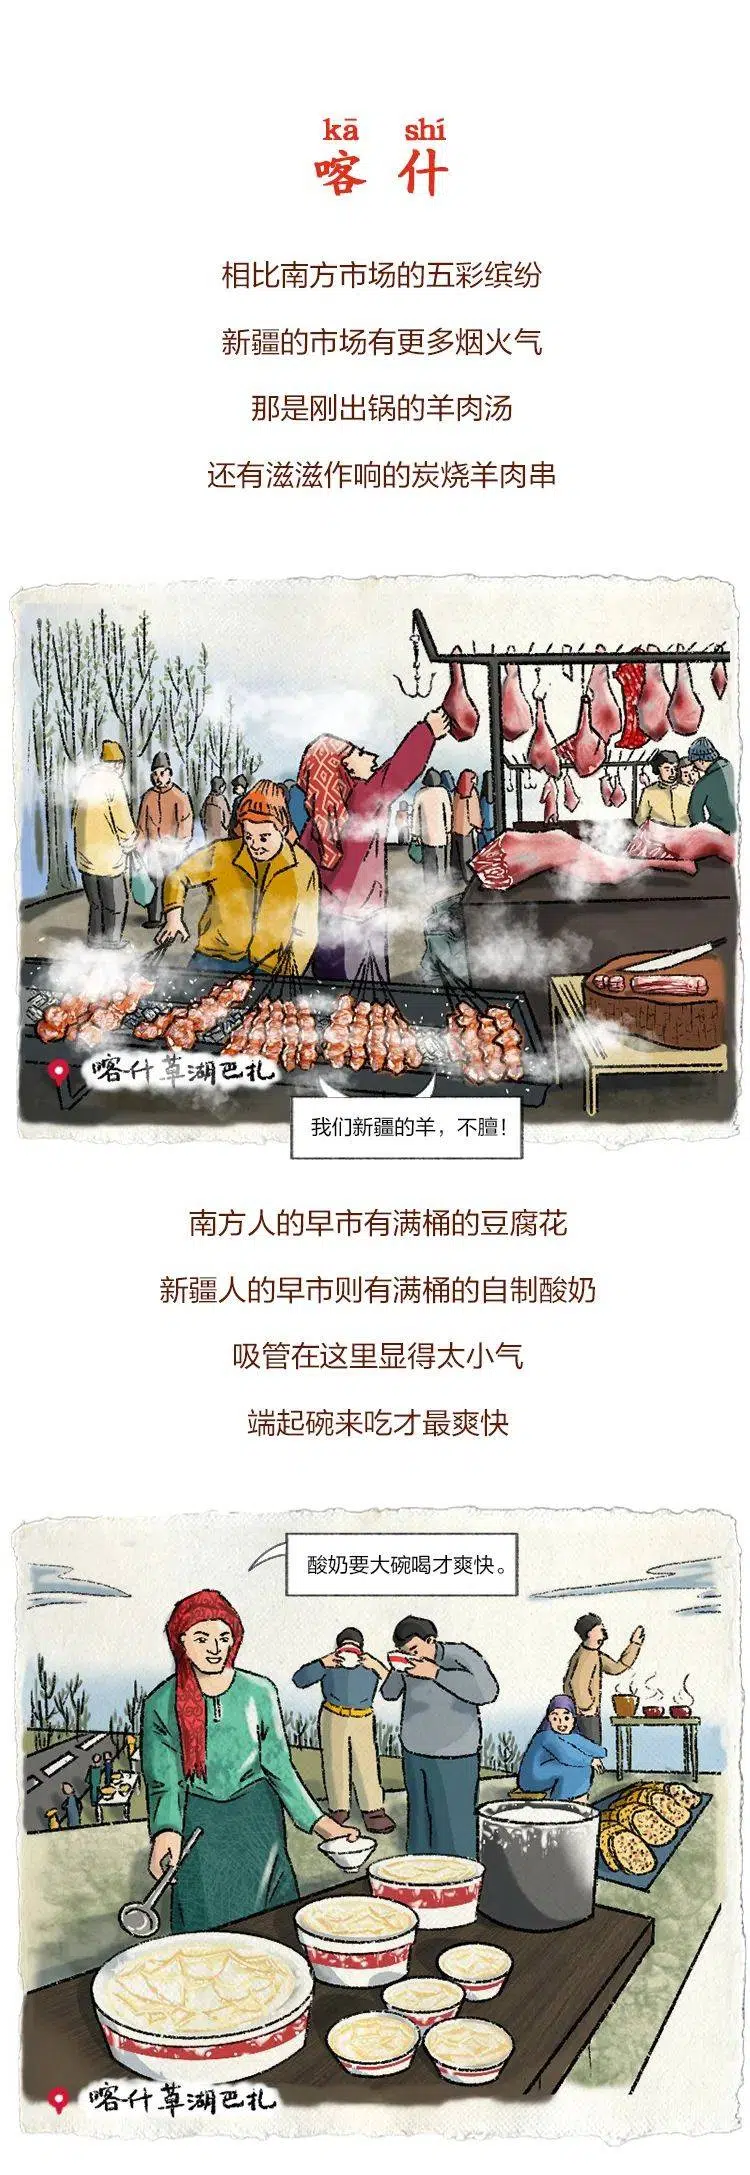 kā shí
喀什
相比南方市场的五彩缤纷
新疆的市场有更多烟火气
那是刚出锅的羊肉汤
还有滋滋作响的炭烧羊肉串
喀什草湖巴扎
我们新疆的羊，不膻！
南方人的早市有满桶的豆腐花
新疆人的早市则有满桶的自制酸奶
吸管在这里显得太小气
端起碗来吃才最爽快
酸奶要大碗喝才爽快。
喀什草湖巴扎